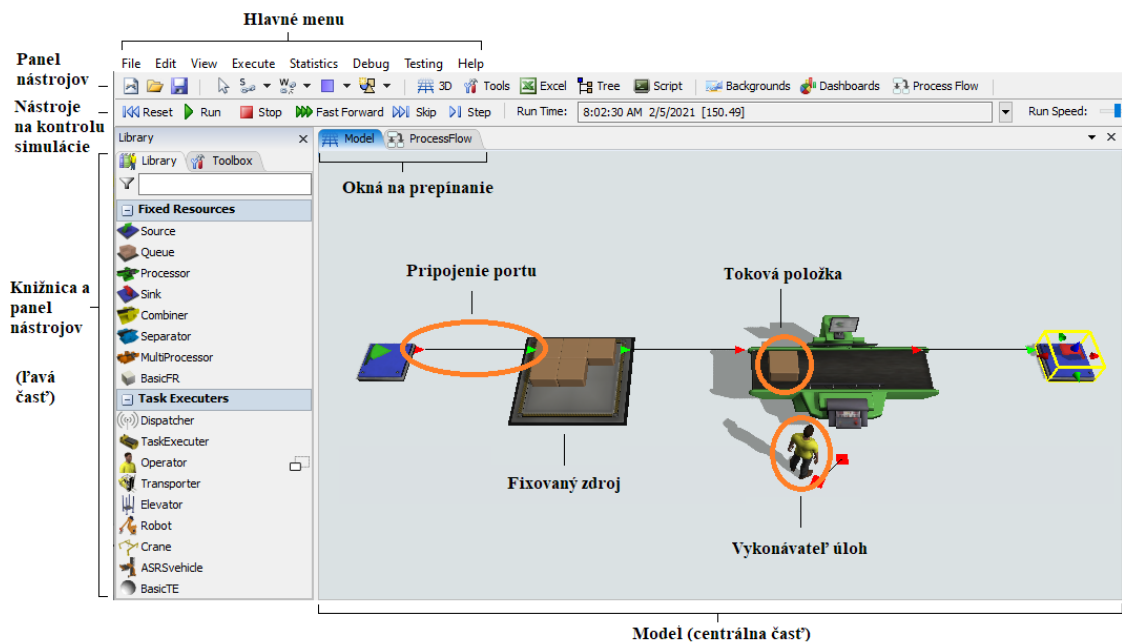 Hlavné menu
Panel
nástrojov
File Edit View Execute Statistics Debug Testing Help
3D Tools Excel Tree Script Backgrounds Dashboards Process Flow
Nástroje
na kontrolu
simulácie
Reset Run Stop Fast Forward Skip Step Run Time: 8:02:30 AM 2/5/2021 [150.49] Run Speed:
Library
Library Toolbox
Model ProcessFlow
Okná na prepínanie
Fixed Resources
Source
Queue
Processor
Sink
Combiner
Separator
MultiProcessor
BasicFR
Task Executers
Dispatcher
TaskExecuter
Operator
Transporter
Elevator
Robot
Crane
ASRSvehicle
BasicTE
Knižnica a
panel
nástrojov
(ľavá
časť)
Pripojenie portu
Toková položka
Fixovaný zdroj
Vykonávateľ úloh
Model (centrálna časť)